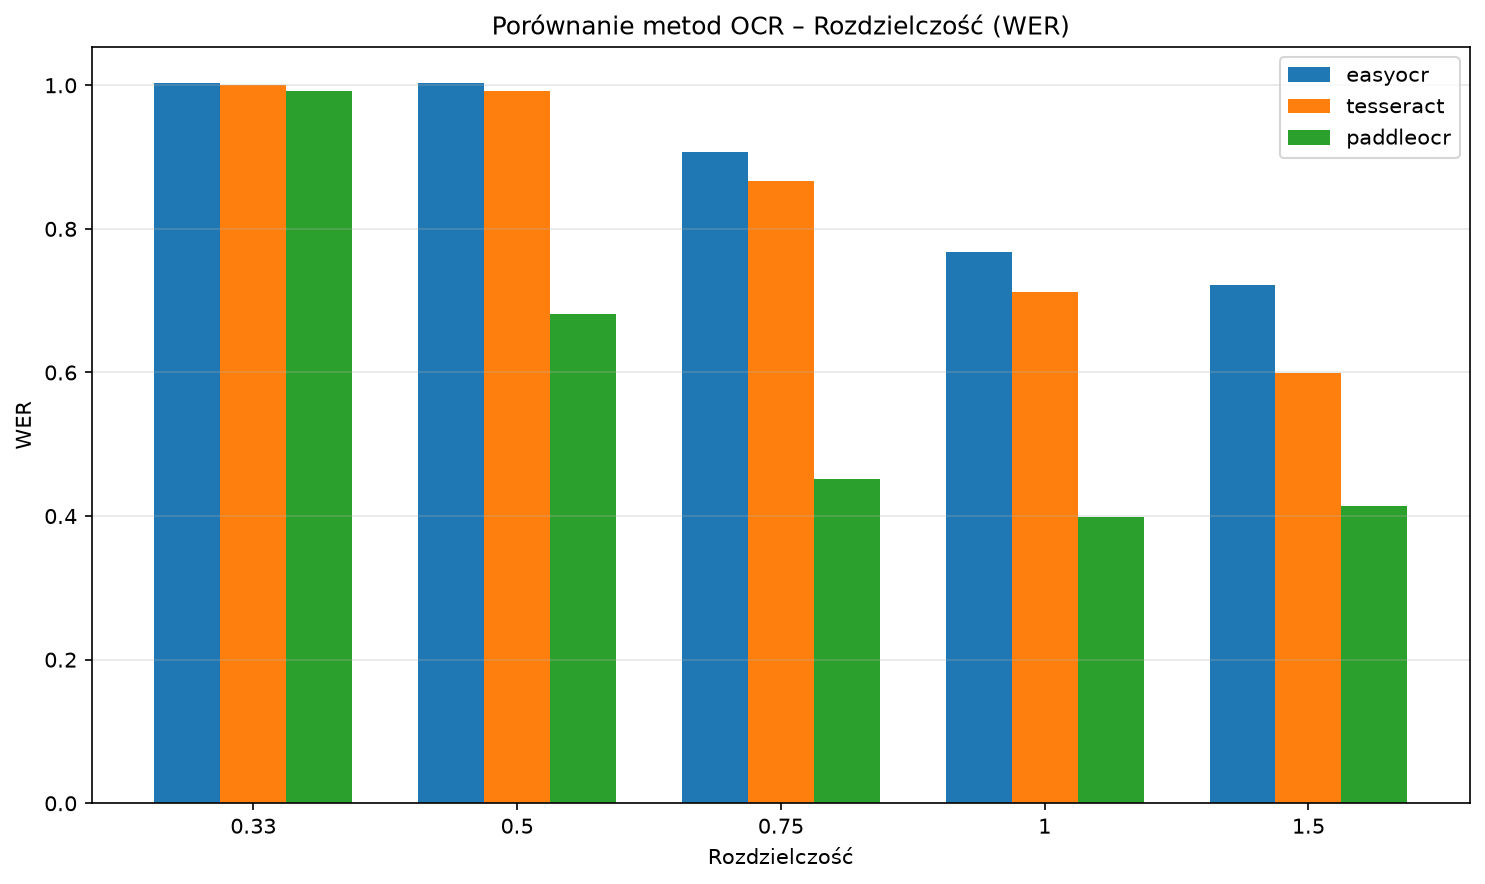 Porównanie metod OCR – Rozdzielczość (WER)
easyocr
tesseract
paddleocr
1.0
0.8
0.6
0.4
0.2
0.0
WER
0.33 0.5 0.75 1 1.5
Rozdzielczość